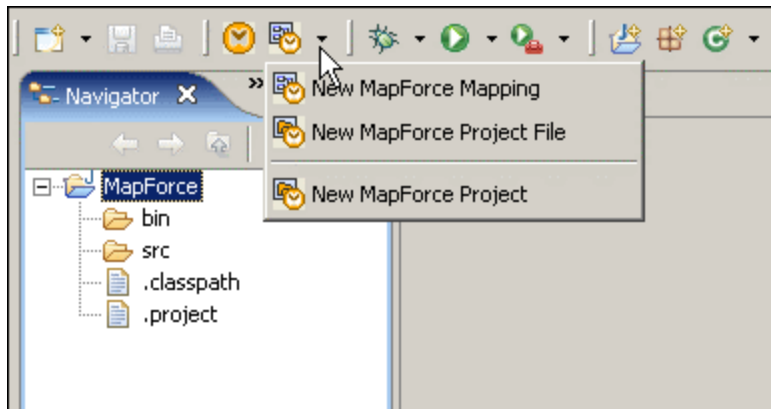 Navigator
»
New MapForce Mapping
New MapForce Project File
New MapForce Project
MapForce
bin
src
.classpath
.project